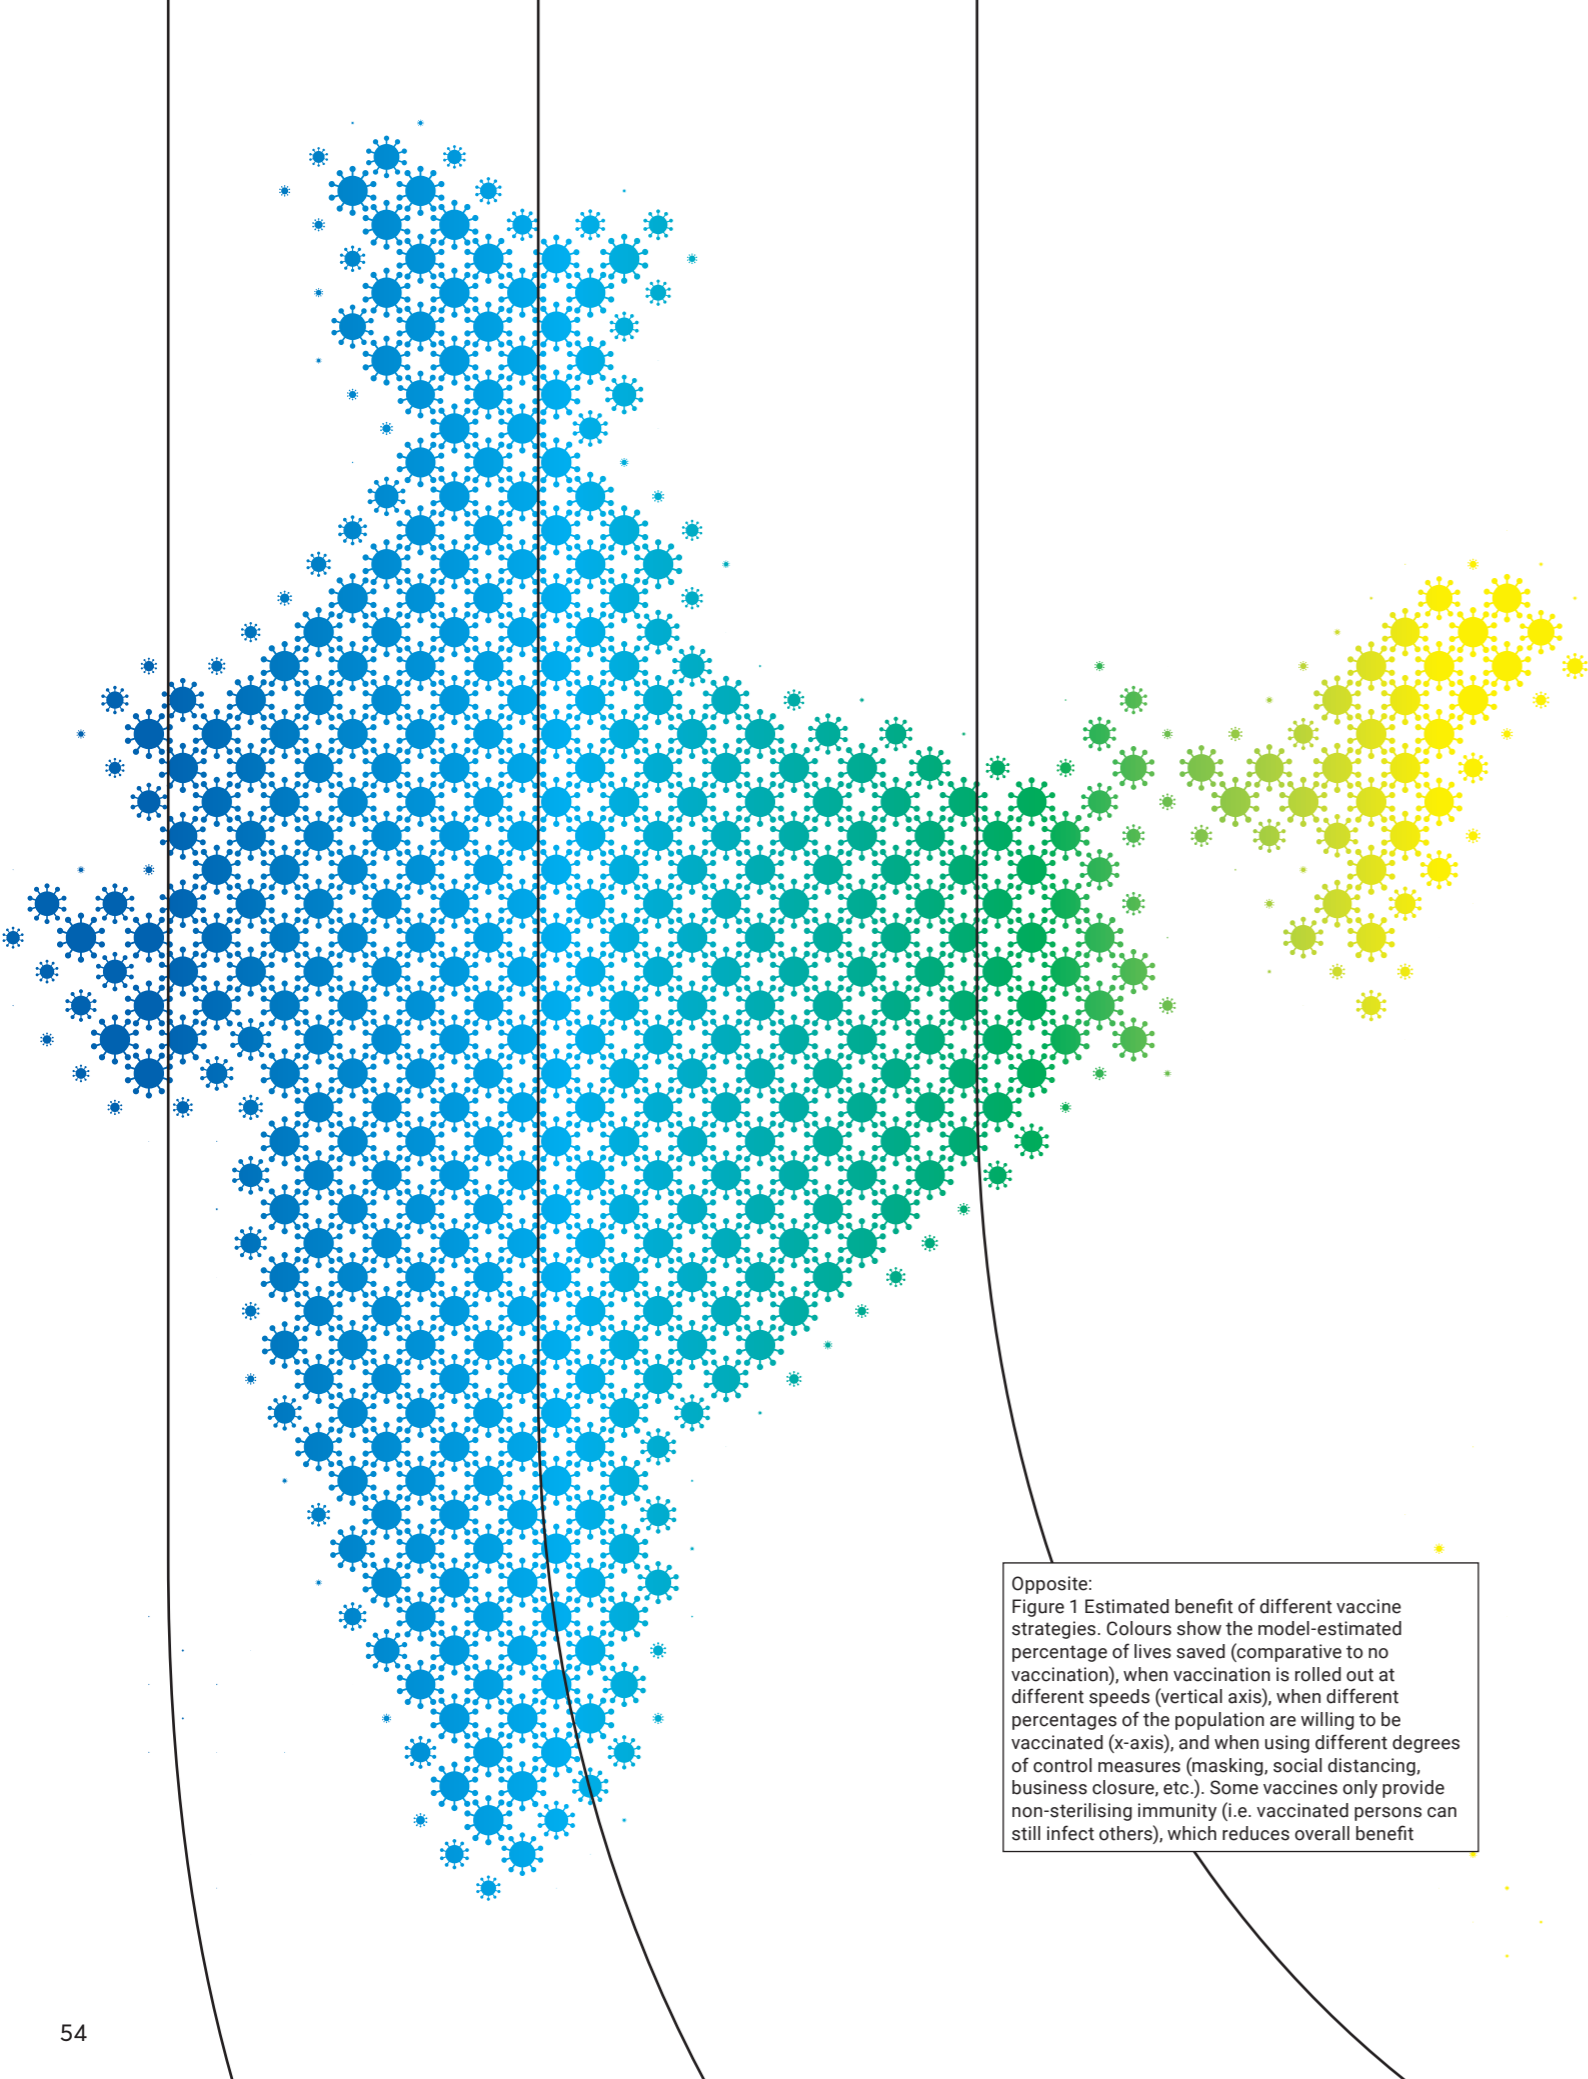 Opposite:
Figure 1 Estimated benefit of different vaccine
strategies. Colours show the model-estimated
percentage of lives saved (comparative to no
vaccination), when vaccination is rolled out at
different speeds (vertical axis), when different
percentages of the population are willing to be
vaccinated (x-axis), and when using different degrees
of control measures (masking, social distancing,
business closure, etc.). Some vaccines only provide
non-sterilising immunity (i.e. vaccinated persons can
still infect others), which reduces overall benefit
54